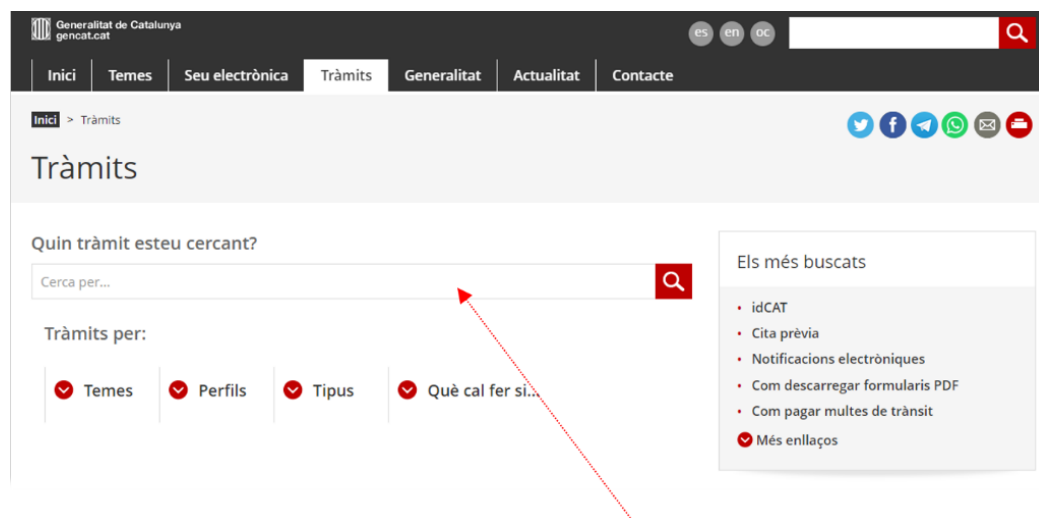 Generalitat de Catalunya
gencat.cat
es en oc
Inici Temes Seu electrònica Tràmits Generalitat Actualitat Contacte
Inici > Tràmits
Tràmits
Quin tràmit esteu cercant?
Cerca per...
Tràmits per:
Temes Perfils Tipus Què cal fer si...
Els més buscats
• idCAT
• Cita prèvia
• Notificacions electròniques
• Com descarregar formularis PDF
• Com pagar multes de trànsit
Més enllaços